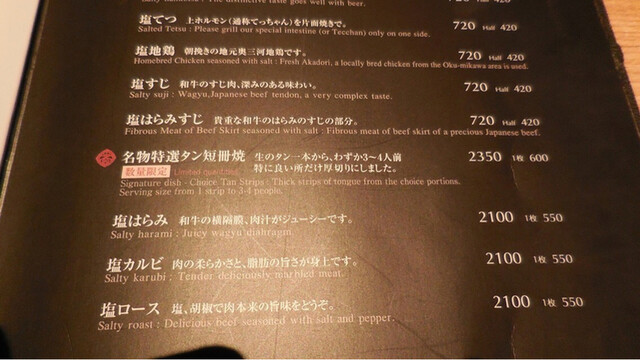 塩てつ 上ホルモン(通称てっちゃん)を片面焼きで。 720 Half 420
Salted Tetsu : Please grill our special intestine (or Tecchan) only on one side.
塩地鶏 朝挽きの地元奥三河地鶏です。 720 Half 420
Homebred Chicken seasoned with salt : Fresh Akadori, a locally bred chicken from the Oku-mikawa area is used.
塩すじ 和牛のすじ肉、深みのある味わい。 720 Half 420
Salty suji : Wagyu,Japanese beef tendon, a very complex taste.
塩はらみすじ 貴重な和牛のはらみのすじの部分。 720 Half 420
Fibrous Meat of Beef Skirt seasoned with salt : Fibrous meat of beef skirt of a precious Japanese beef.
名物特選タン短冊焼 生のタン一本から、わずか3〜4人前 2350 1枚 600
数量限定 Limited quantities 特に良い所だけ厚切りにしました。
Signature dish - Choice Tan Strips : Thick strips of tongue from the choice portions.
Serving size from 1 strip to 3-4 people.
塩はらみ 和牛の横隔膜、肉汁がジューシーです。 2100 1枚 550
Salty harami : Juicy wagyu diahragm.
塩カルビ 肉の柔らかさと、脂肪の旨さが身上です。 2100 1枚 550
Salty karubi : Tender deliciously marbled meat.
塩ロース 塩、胡椒で肉本来の旨味をどうぞ。 2100 1枚 550
Salty roast : Delicious beef seasoned with salt and pepper.